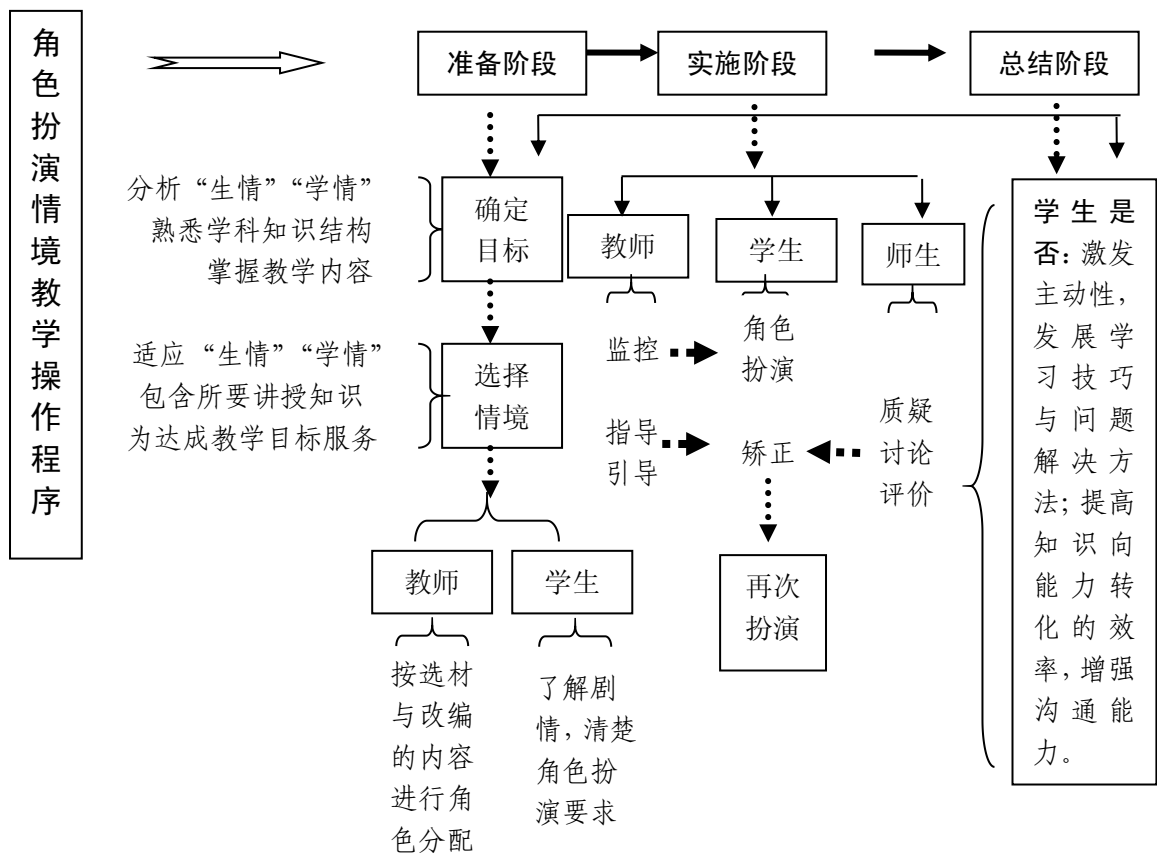 角色扮演情境教学操作程序
准备阶段
实施阶段
总结阶段
分析“生情”“学情”
熟悉学科知识结构
掌握教学内容
确定
目标
教师
学生
师生
监控
角色
扮演
适应“生情”“学情”
包含所要讲授知识
为达成教学目标服务
选择
情境
指导
引导
矫正
质疑
讨论
评价
教师
学生
再次
扮演
按选材
与改编
的内容
进行角
色分配
了解剧
情，清楚
角色扮
演要求
学生是
否：激发
主动性，
发展学
习技巧
与问题
解决方
法；提高
知识向
能力转
化的效
率，增强
沟通能
力。